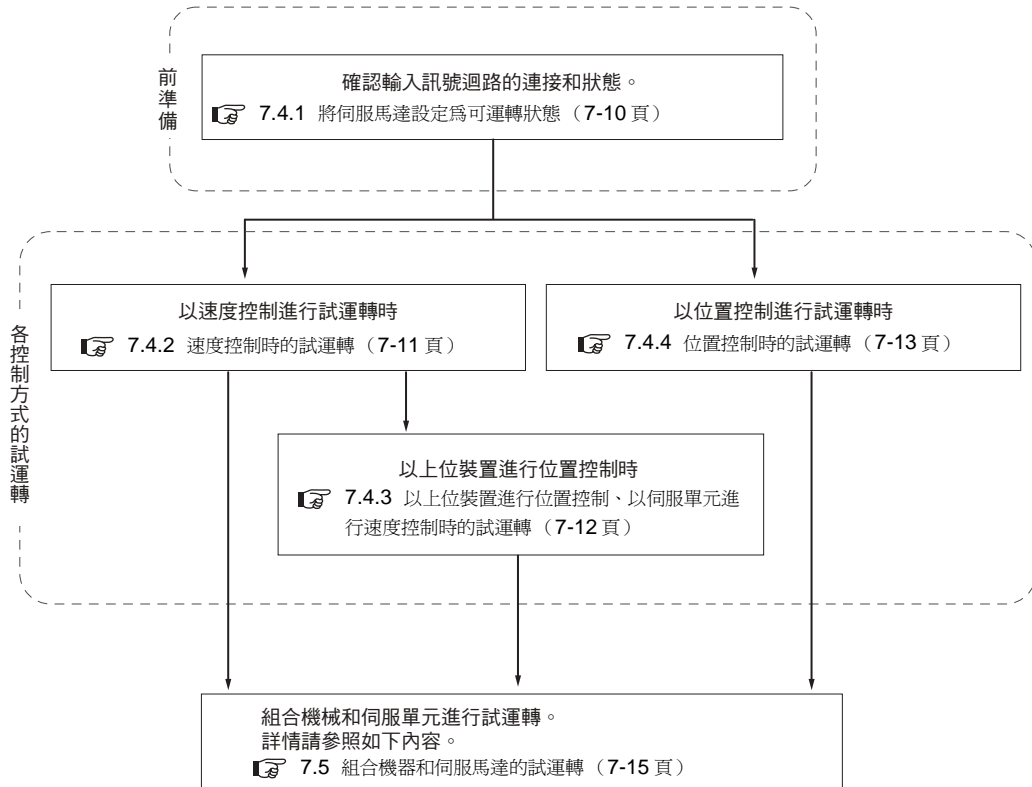 前準備
確認輸入訊號迴路的連接和狀態。
7.4.1 將伺服馬達設定為可運轉狀態（7-10 頁）
各控制方式的試運轉
以速度控制進行試運轉時
7.4.2 速度控制時的試運轉（7-11 頁）
以位置控制進行試運轉時
7.4.4 位置控制時的試運轉（7-13 頁）
以上位裝置進行位置控制時
7.4.3 以上位裝置進行位置控制、以伺服單元進
行速度控制時的試運轉（7-12 頁）
組合機械和伺服單元進行試運轉。
詳情請參照如下內容。
7.5 組合機器和伺服馬達的試運轉（7-15 頁）